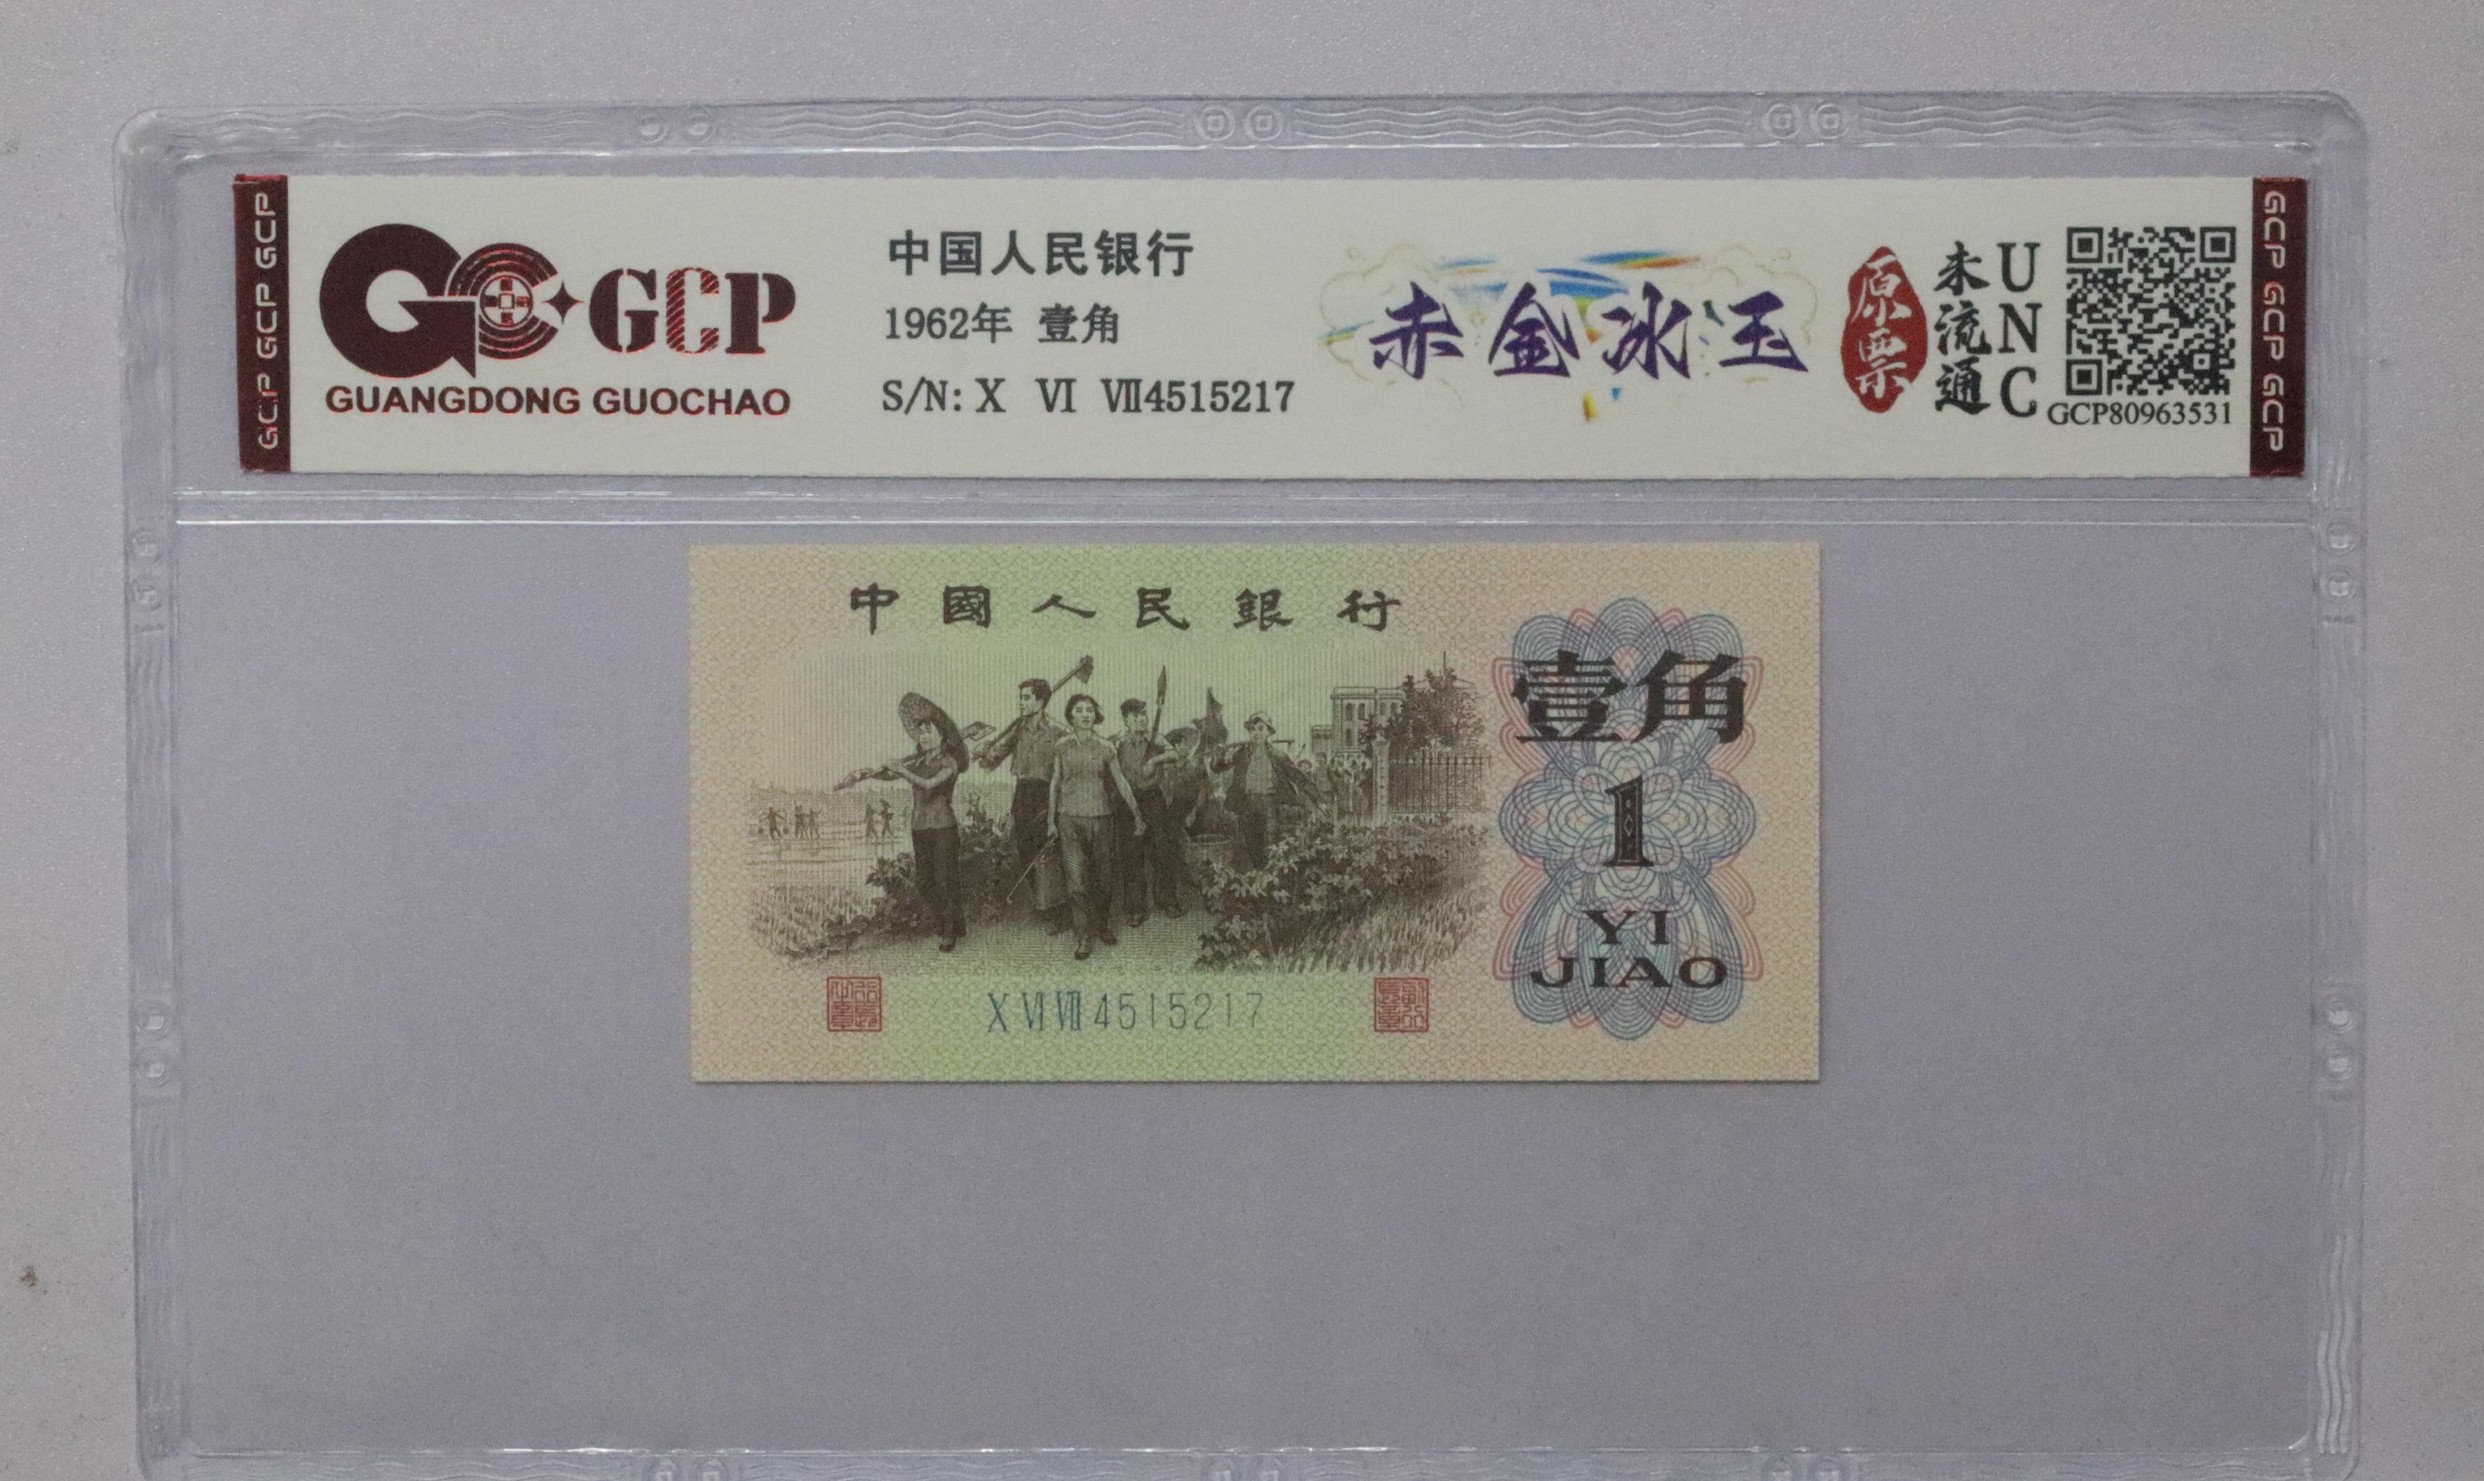 GCP GCP GCP
GCP
GUANGDONG GUOCHAO
中国人民银行
1962年 壹角
S/N: X VI VII4515217
赤金冰玉
原票
未流通
UNC
GCP80963531
GCP GCP GCP
中國人民銀行
壹角
1
YI
JIAO
X VI VII 4515217